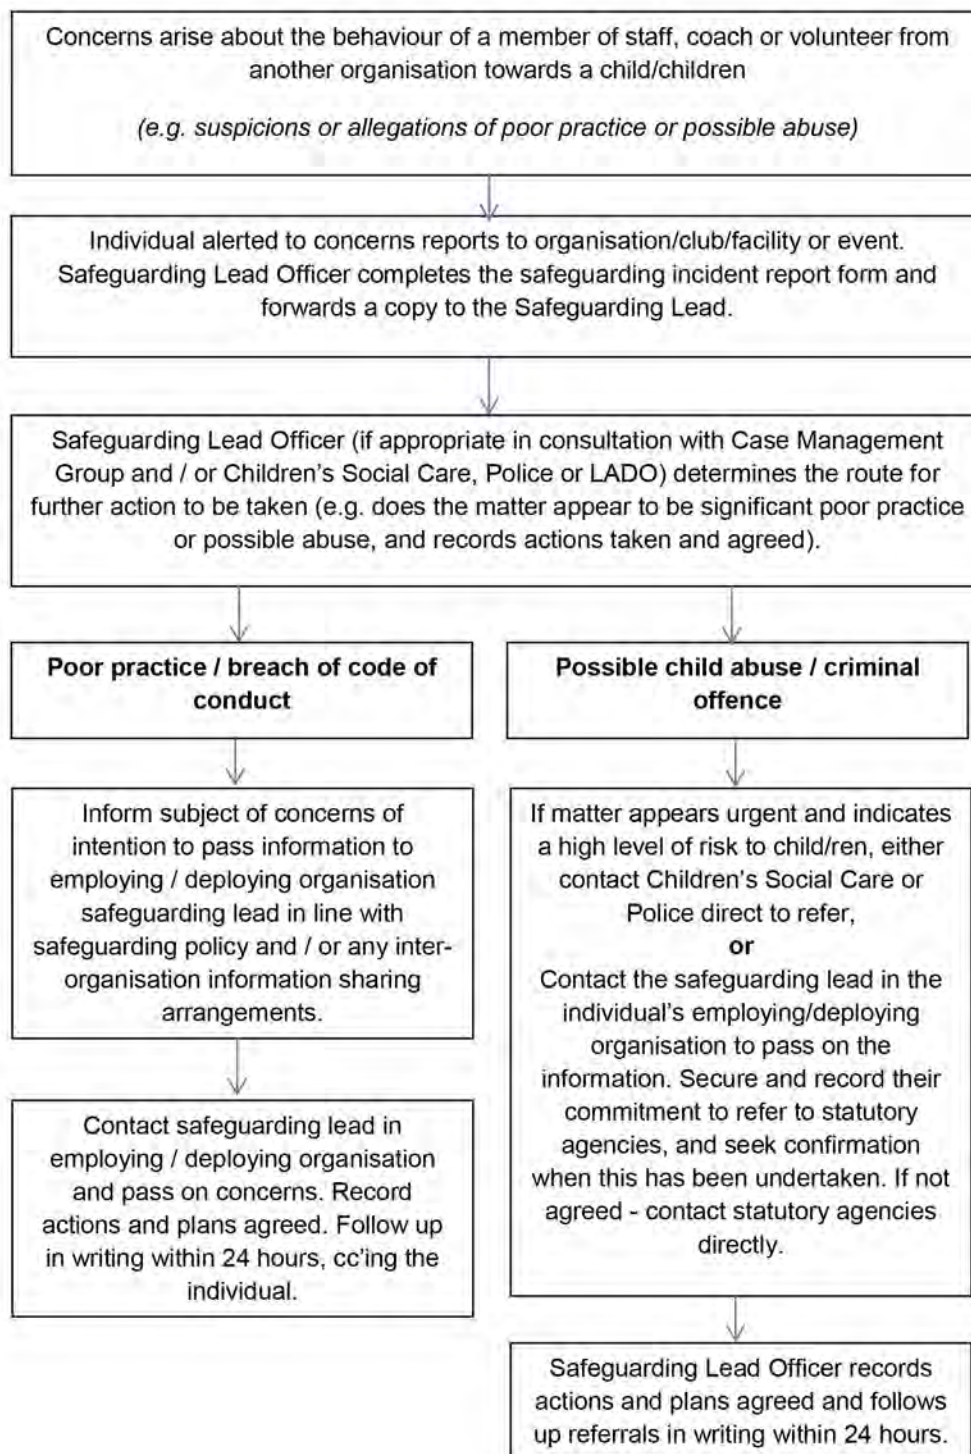 Concerns arise about the behaviour of a member of staff, coach or volunteer from
another organisation towards a child/children
(e.g. suspicions or allegations of poor practice or possible abuse)
Individual alerted to concerns reports to organisation/club/facility or event.
Safeguarding Lead Officer completes the safeguarding incident report form and
forwards a copy to the Safeguarding Lead.
Safeguarding Lead Officer (if appropriate in consultation with Case Management
Group and / or Children's Social Care, Police or LADO) determines the route for
further action to be taken (e.g. does the matter appear to be significant poor practice
or possible abuse, and records actions taken and agreed).
Poor practice / breach of code of
conduct
Inform subject of concerns of
intention to pass information to
employing / deploying organisation
safeguarding lead in line with
safeguarding policy and / or any inter-
organisation information sharing
arrangements.
Contact safeguarding lead in
employing / deploying organisation
and pass on concerns. Record
actions and plans agreed. Follow up
in writing within 24 hours, cc'ing the
individual.
Possible child abuse / criminal
offence
If matter appears urgent and indicates
a high level of risk to child/ren, either
contact Children's Social Care or
Police direct to refer,
or
Contact the safeguarding lead in the
individual's employing/deploying
organisation to pass on the
information. Secure and record their
commitment to refer to statutory
agencies, and seek confirmation
when this has been undertaken. If not
agreed - contact statutory agencies
directly.
Safeguarding Lead Officer records
actions and plans agreed and follows
up referrals in writing within 24 hours.